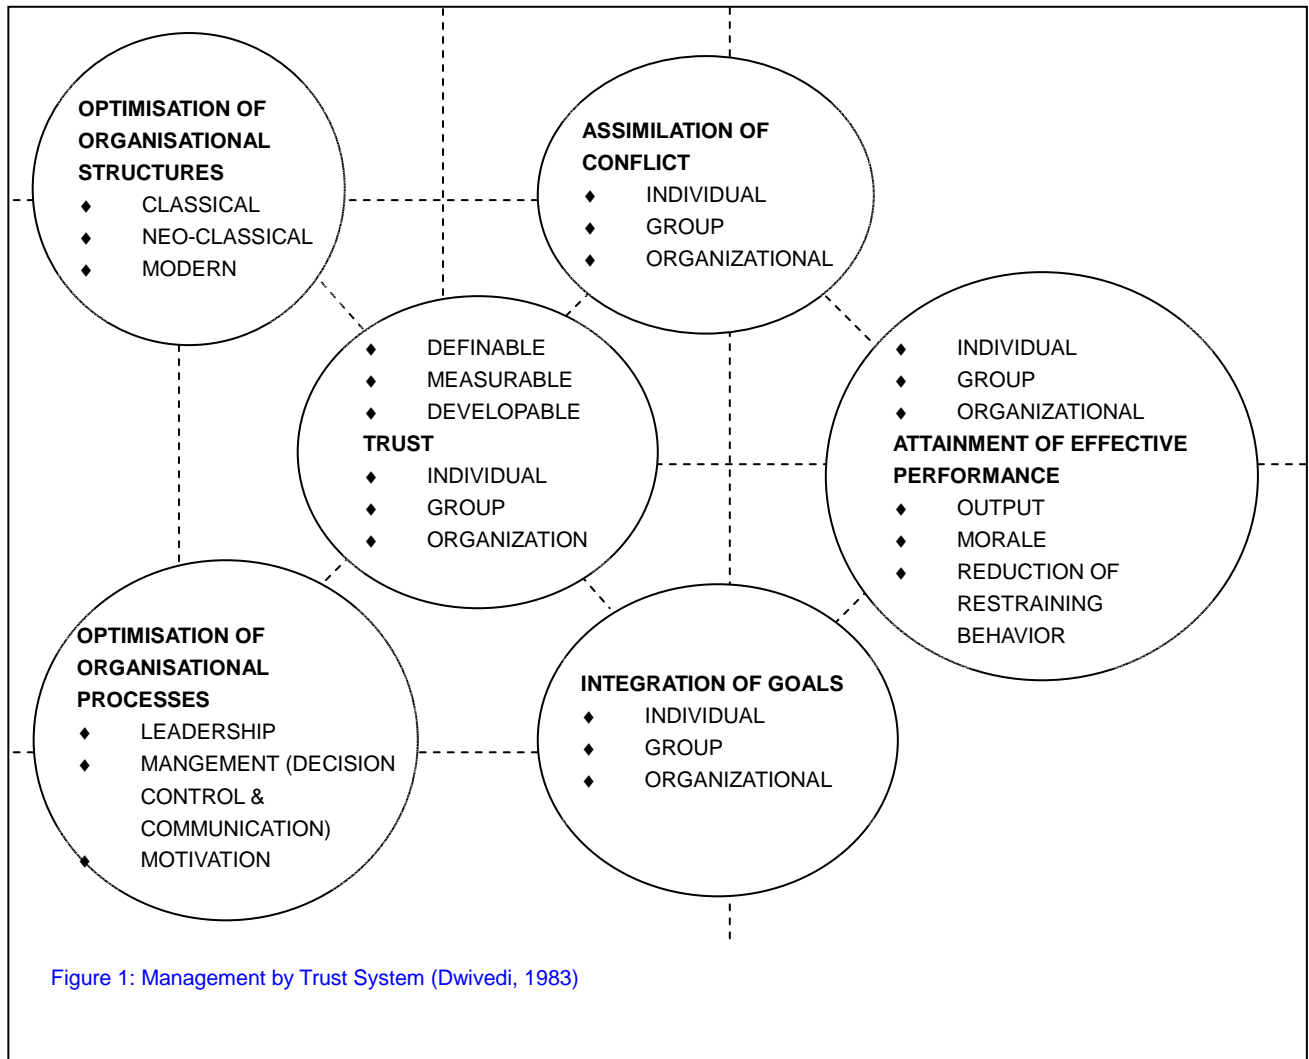 OPTIMISATION OF
ORGANISATIONAL
STRUCTURES
♦ CLASSICAL
♦ NEO-CLASSICAL
♦ MODERN
ASSIMILATION OF
CONFLICT
♦ INDIVIDUAL
♦ GROUP
♦ ORGANIZATIONAL
♦ DEFINABLE
♦ MEASURABLE
♦ DEVELOPABLE
TRUST
♦ INDIVIDUAL
♦ GROUP
♦ ORGANIZATION
♦ INDIVIDUAL
♦ GROUP
♦ ORGANIZATIONAL
ATTAINMENT OF EFFECTIVE
PERFORMANCE
♦ OUTPUT
♦ MORALE
♦ REDUCTION OF
RESTRAINING
BEHAVIOR
OPTIMISATION OF
ORGANISATIONAL
PROCESSES
♦ LEADERSHIP
♦ MANGEMENT (DECISION
CONTROL &
COMMUNICATION)
♦ MOTIVATION
INTEGRATION OF GOALS
♦ INDIVIDUAL
♦ GROUP
♦ ORGANIZATIONAL
Figure 1: Management by Trust System (Dwivedi, 1983)